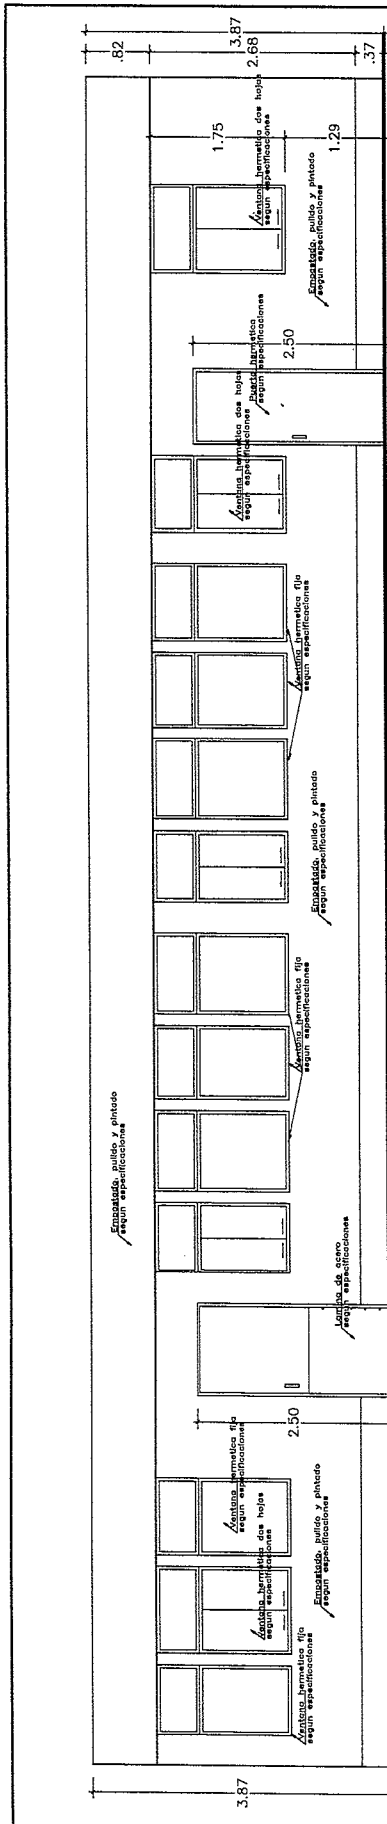 3.87
.82
2.68
.37
1.75
1.29
Ventana hermetica dos hojas
segun especificaciones
Empastado, pulido y pintado
segun especificaciones
2.50
Puerta hermetica
segun especificaciones
Ventana hermetica dos hojas
segun especificaciones
Ventana hermetica fija
segun especificaciones
Empastado, pulido y pintado
segun especificaciones
Ventana hermetica fija
segun especificaciones
Empastado, pulido y pintado
segun especificaciones
Lamina de acero
segun especificaciones
2.50
Ventana hermetica fija
segun especificaciones
Ventana hermetica dos hojas
segun especificaciones
Empastado, pulido y pintado
segun especificaciones
Ventana hermetica fija
segun especificaciones
3.87